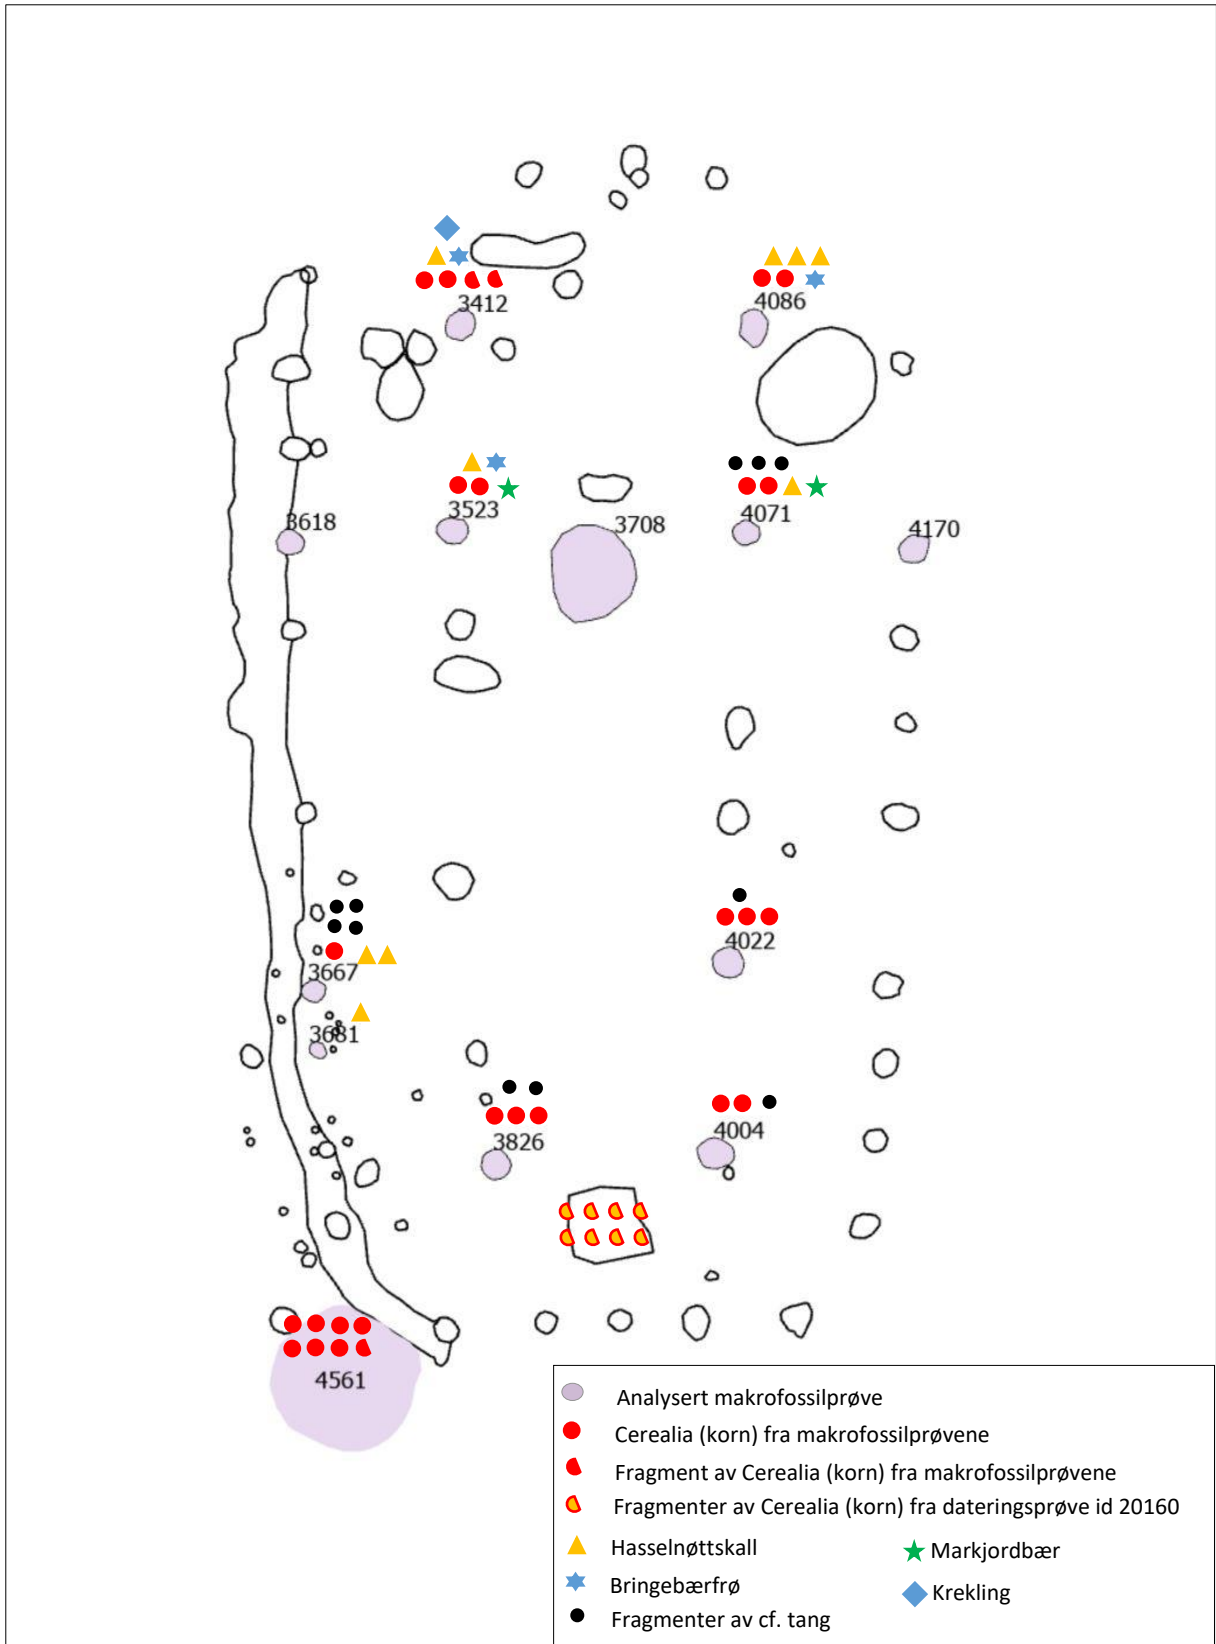 3412
4086
3618
3523
3708
4071
4170
3667
4022
3681
3826
4004
4561
Analysert makrofossilprøve
Cerealia (korn) fra makrofossilprøvene
Fragment av Cerealia (korn) fra makrofossilprøvene
Fragmenter av Cerealia (korn) fra dateringsprøve id 20160
Hasselnøttskall
Markjordbær
Bringebærfrø
Krekling
Fragmenter av cf. tang